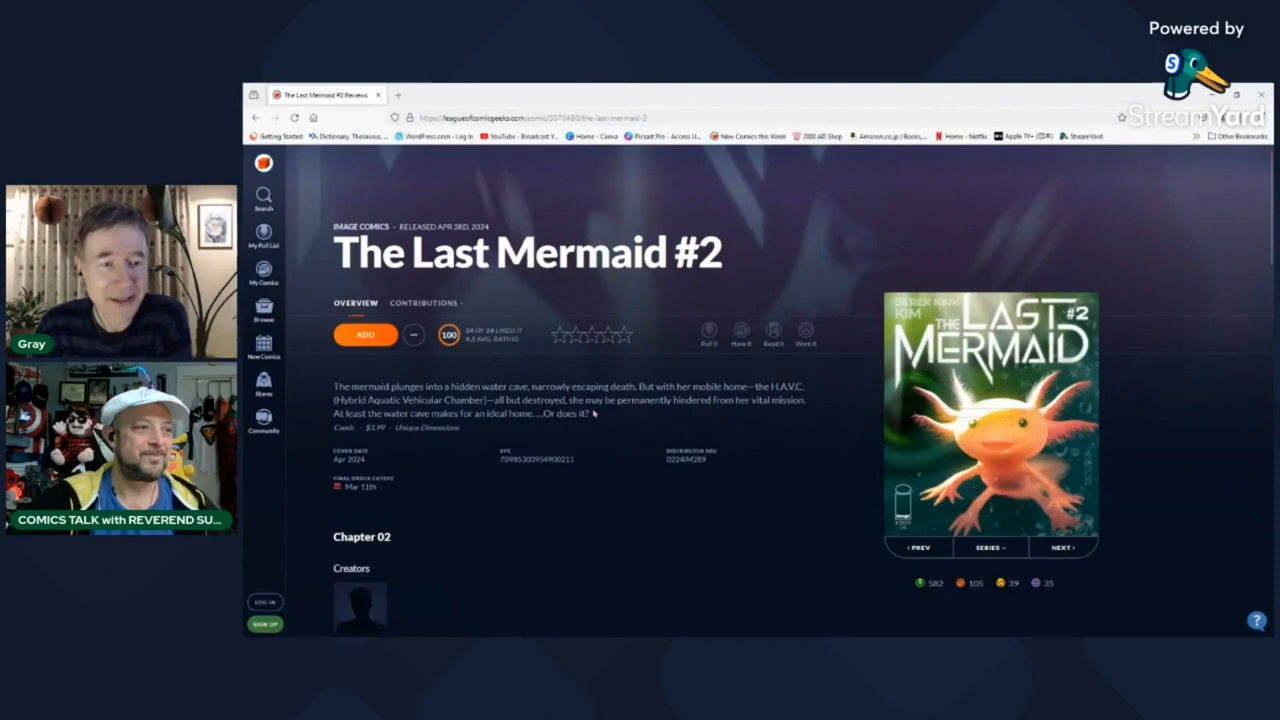 Powered by
StreamYard
The Last Mermaid #2 Reviews
https://leagueofcomicgeeks.com/comic/3570480/the-last-mermaid-2
Getting Started
Dictionary, Thesaurus, ...
WordPress.com - Log In
YouTube - Broadcast Y...
Home - Canva
Picsart Pro - Access U...
New Comics this Week
2000 AD Shop
Amazon.co.jp | Books,...
Home - Netflix
Apple TV+ (日本)
StreamYard
Other Bookmarks
Search
My Pull List
My Comics
Browse
New Comics
Stores
Community
LOG IN
SIGN UP
IMAGE COMICS - RELEASED APR 3RD, 2024
The Last Mermaid #2
OVERVIEW
CONTRIBUTIONS
ADD
100
24 OF 24 LIKED IT
4.3 AVG. RATING
Pull It
Have It
Read It
Want It
The mermaid plunges into a hidden water cave, narrowly escaping death. But with her mobile home—the H.A.V.C.
(Hybrid Aquatic Vehicular Chamber)—all but destroyed, she may be permanently hindered from her vital mission.
At least the water cave makes for an ideal home. ...Or does it?
Comic · $3.99 · Unique Dimensions
COVER DATE
Apr 2024
UPC
70985303954900211
DISTRIBUTOR SKU
0224IM289
FINAL ORDER CUTOFF
Mar 11th
Chapter 02
Creators
DEREK KIRK
KIM
THE LAST #2
MERMAID
image
$3.99
PREV
SERIES
NEXT
582
105
39
35
?
Gray
COMICS TALK with REVEREND SU...